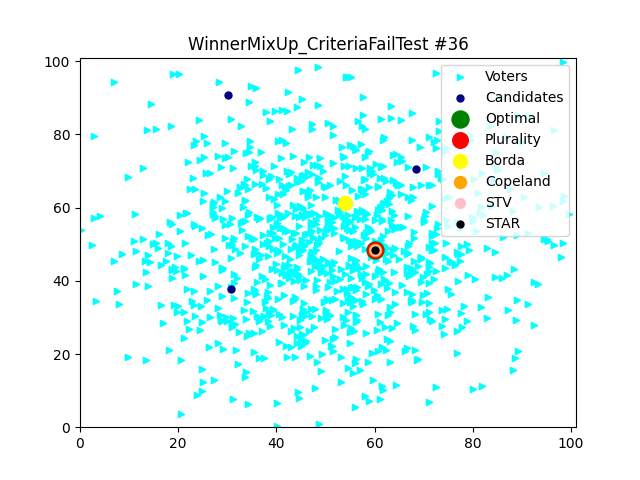 WinnerMixUp_CriteriaFailTest #36
100
80
60
40
20
0
0 20 40 60 80 100
Voters
Candidates
Optimal
Plurality
Borda
Copeland
STV
STAR